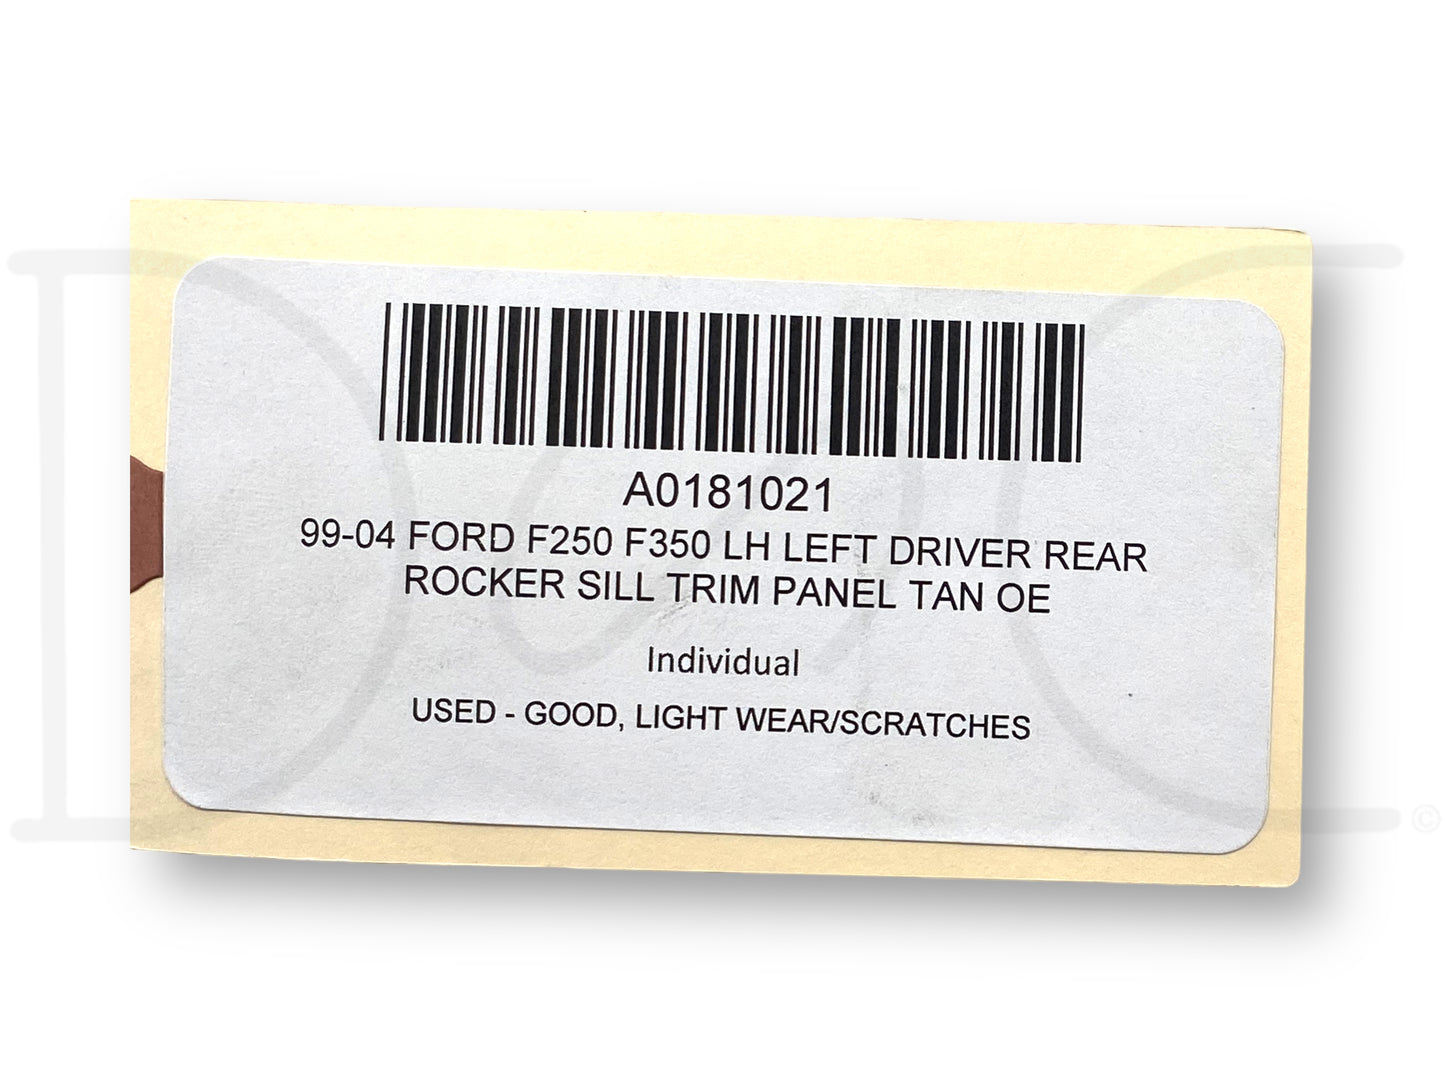 A0181021
99-04 FORD F250 F350 LH LEFT DRIVER REAR
ROCKER SILL TRIM PANEL TAN OE
Individual
USED - GOOD, LIGHT WEAR/SCRATCHES